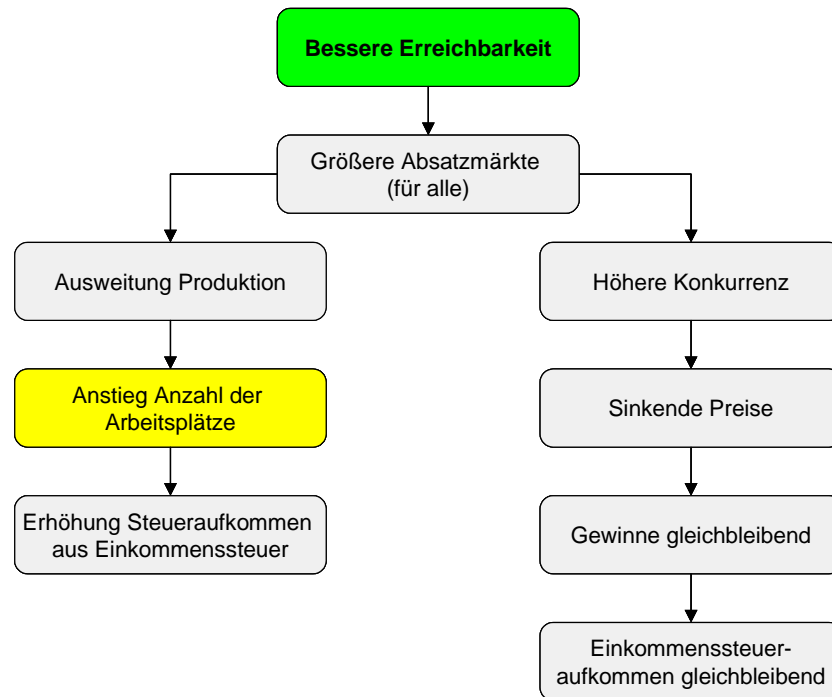 Bessere Erreichbarkeit
Größere Absatzmärkte
(für alle)
Ausweitung Produktion
Höhere Konkurrenz
Anstieg Anzahl der
Arbeitsplätze
Sinkende Preise
Erhöhung Steueraufkommen
aus Einkommenssteuer
Gewinne gleichbleibend
Einkommenssteuer-
aufkommen gleichbleibend